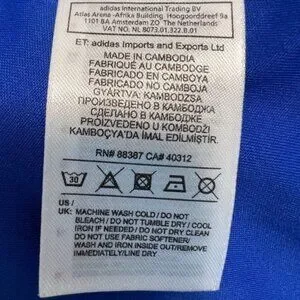 adidas International Trading BV
Atlas Arena -Afrika Building Hoogoorddreef 9a
1101 BA Amsterdam ZO The Netherlands
VAT NO. NL 8073.01.322.B.01
ET: adidas Imports and Exports Ltd
MADE IN CAMBODIA
FABRIQUÉ AU CAMBODGE
FABRICADO EN CAMBOYA
FABRICADO NO CAMBOJA
GYÁRTVA: KAMBODZSA
ПРОИЗВЕДЕНО В КАМБОДЖА
СДЕЛАНО В КАМБОДЖЕ
PROIZVEDENO U KOMBODŽI
KAMBOÇYA'DA İMAL EDİLMİŞTİR.
RN# 88387 CA# 40312
30
US /
UK: MACHINE WASH COLD / DO NOT
BLEACH / DO NOT TUMBLE DRY / COOL
IRON IF NEEDED / DO NOT DRY CLEAN
DO NOT USE FABRIC SOFTENER/
WASH AND IRON INSIDE OUT/REMOVE
IMMEDIATELY/LINE DRY